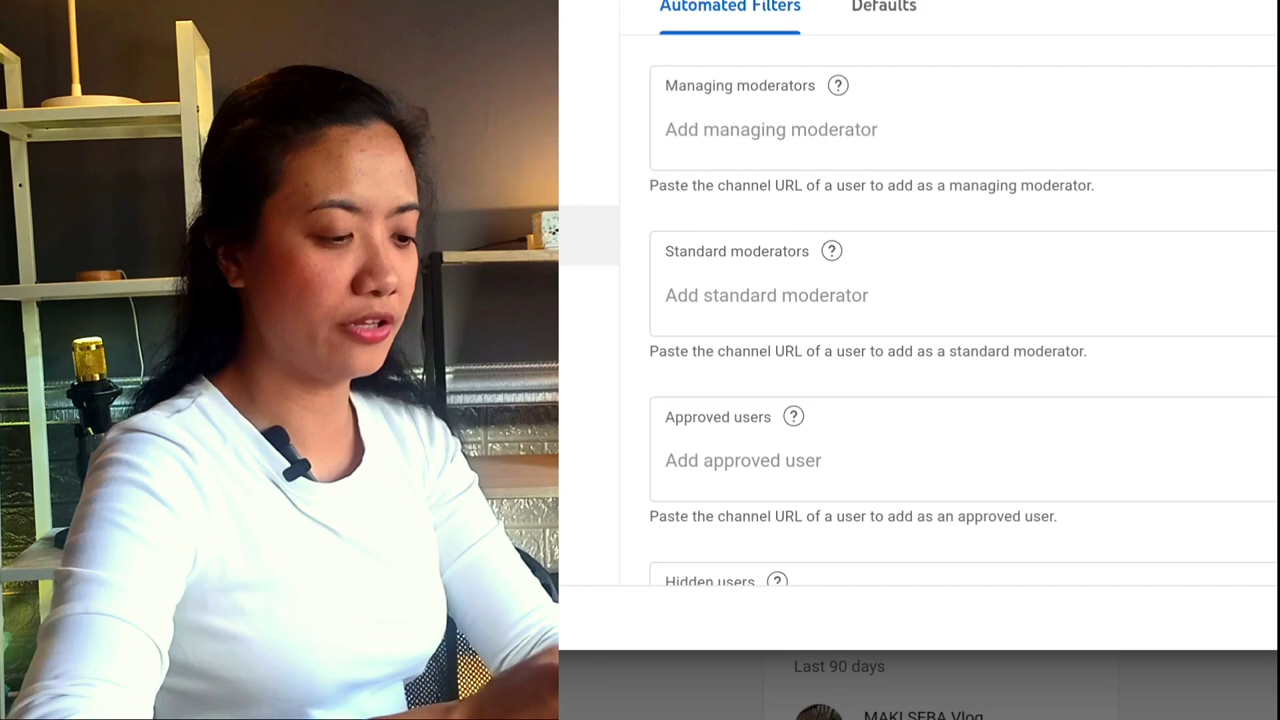 Automated Filters
Defaults
Managing moderators ?
Add managing moderator
Paste the channel URL of a user to add as a managing moderator.
Standard moderators ?
Add standard moderator
Paste the channel URL of a user to add as a standard moderator.
Approved users ?
Add approved user
Paste the channel URL of a user to add as an approved user.
Hidden users ?
Last 90 days
MAKI SEBA Vlog